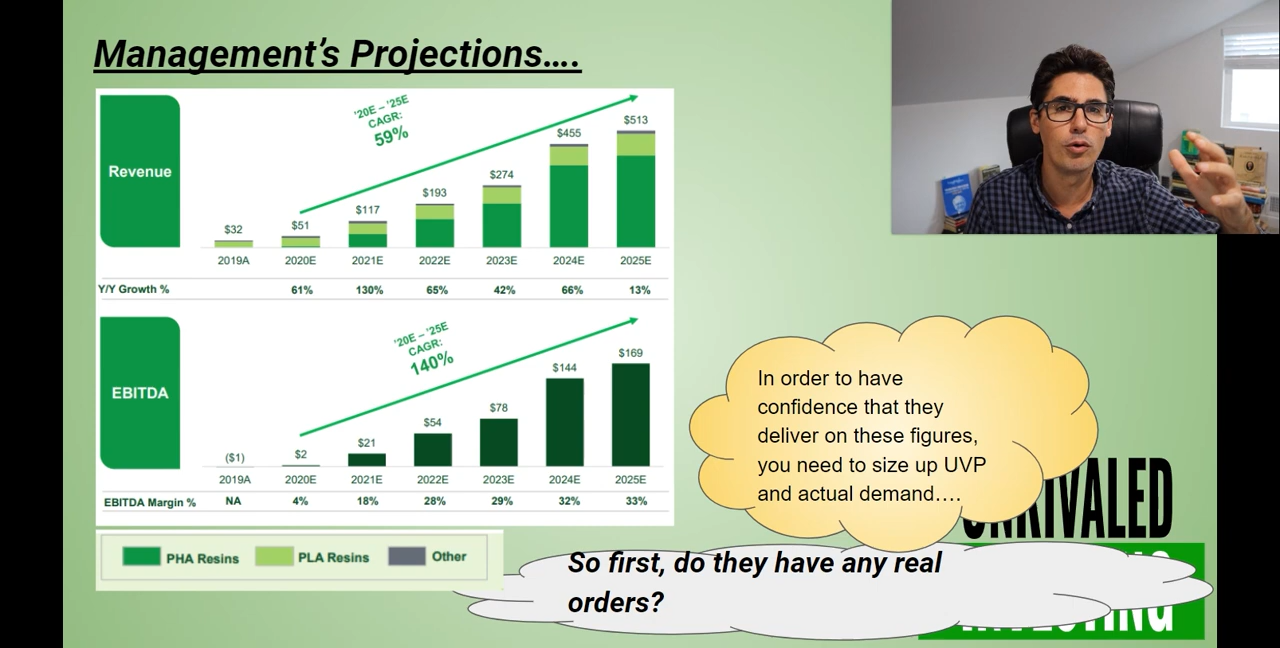 Management's Projections....
Revenue
'20E – '25E
CAGR:
59%
$32
$51
$117
$193
$274
$455
$513
2019A 2020E 2021E 2022E 2023E 2024E 2025E
Y/Y Growth % 61% 130% 65% 42% 66% 13%
EBITDA
'20E – '25E
CAGR:
140%
($1)
$2
$21
$54
$78
$144
$169
2019A 2020E 2021E 2022E 2023E 2024E 2025E
EBITDA Margin % NA 4% 18% 28% 29% 32% 33%
PHA Resins PLA Resins Other
In order to have
confidence that they
deliver on these figures,
you need to size up UVP
and actual demand....
So first, do they have any real
orders?